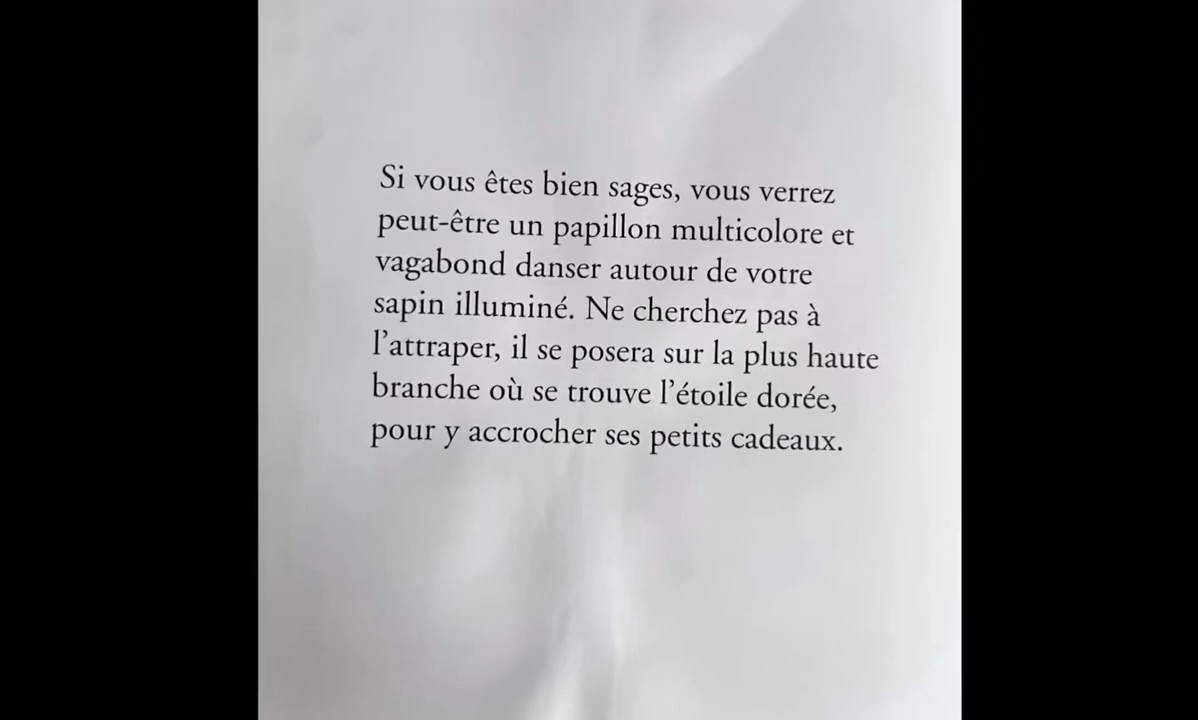 Si vous êtes bien sages, vous verrez
peut-être un papillon multicolore et
vagabond danser autour de votre
sapin illuminé. Ne cherchez pas à
l'attraper, il se posera sur la plus haute
branche où se trouve l'étoile dorée,
pour y accrocher ses petits cadeaux.